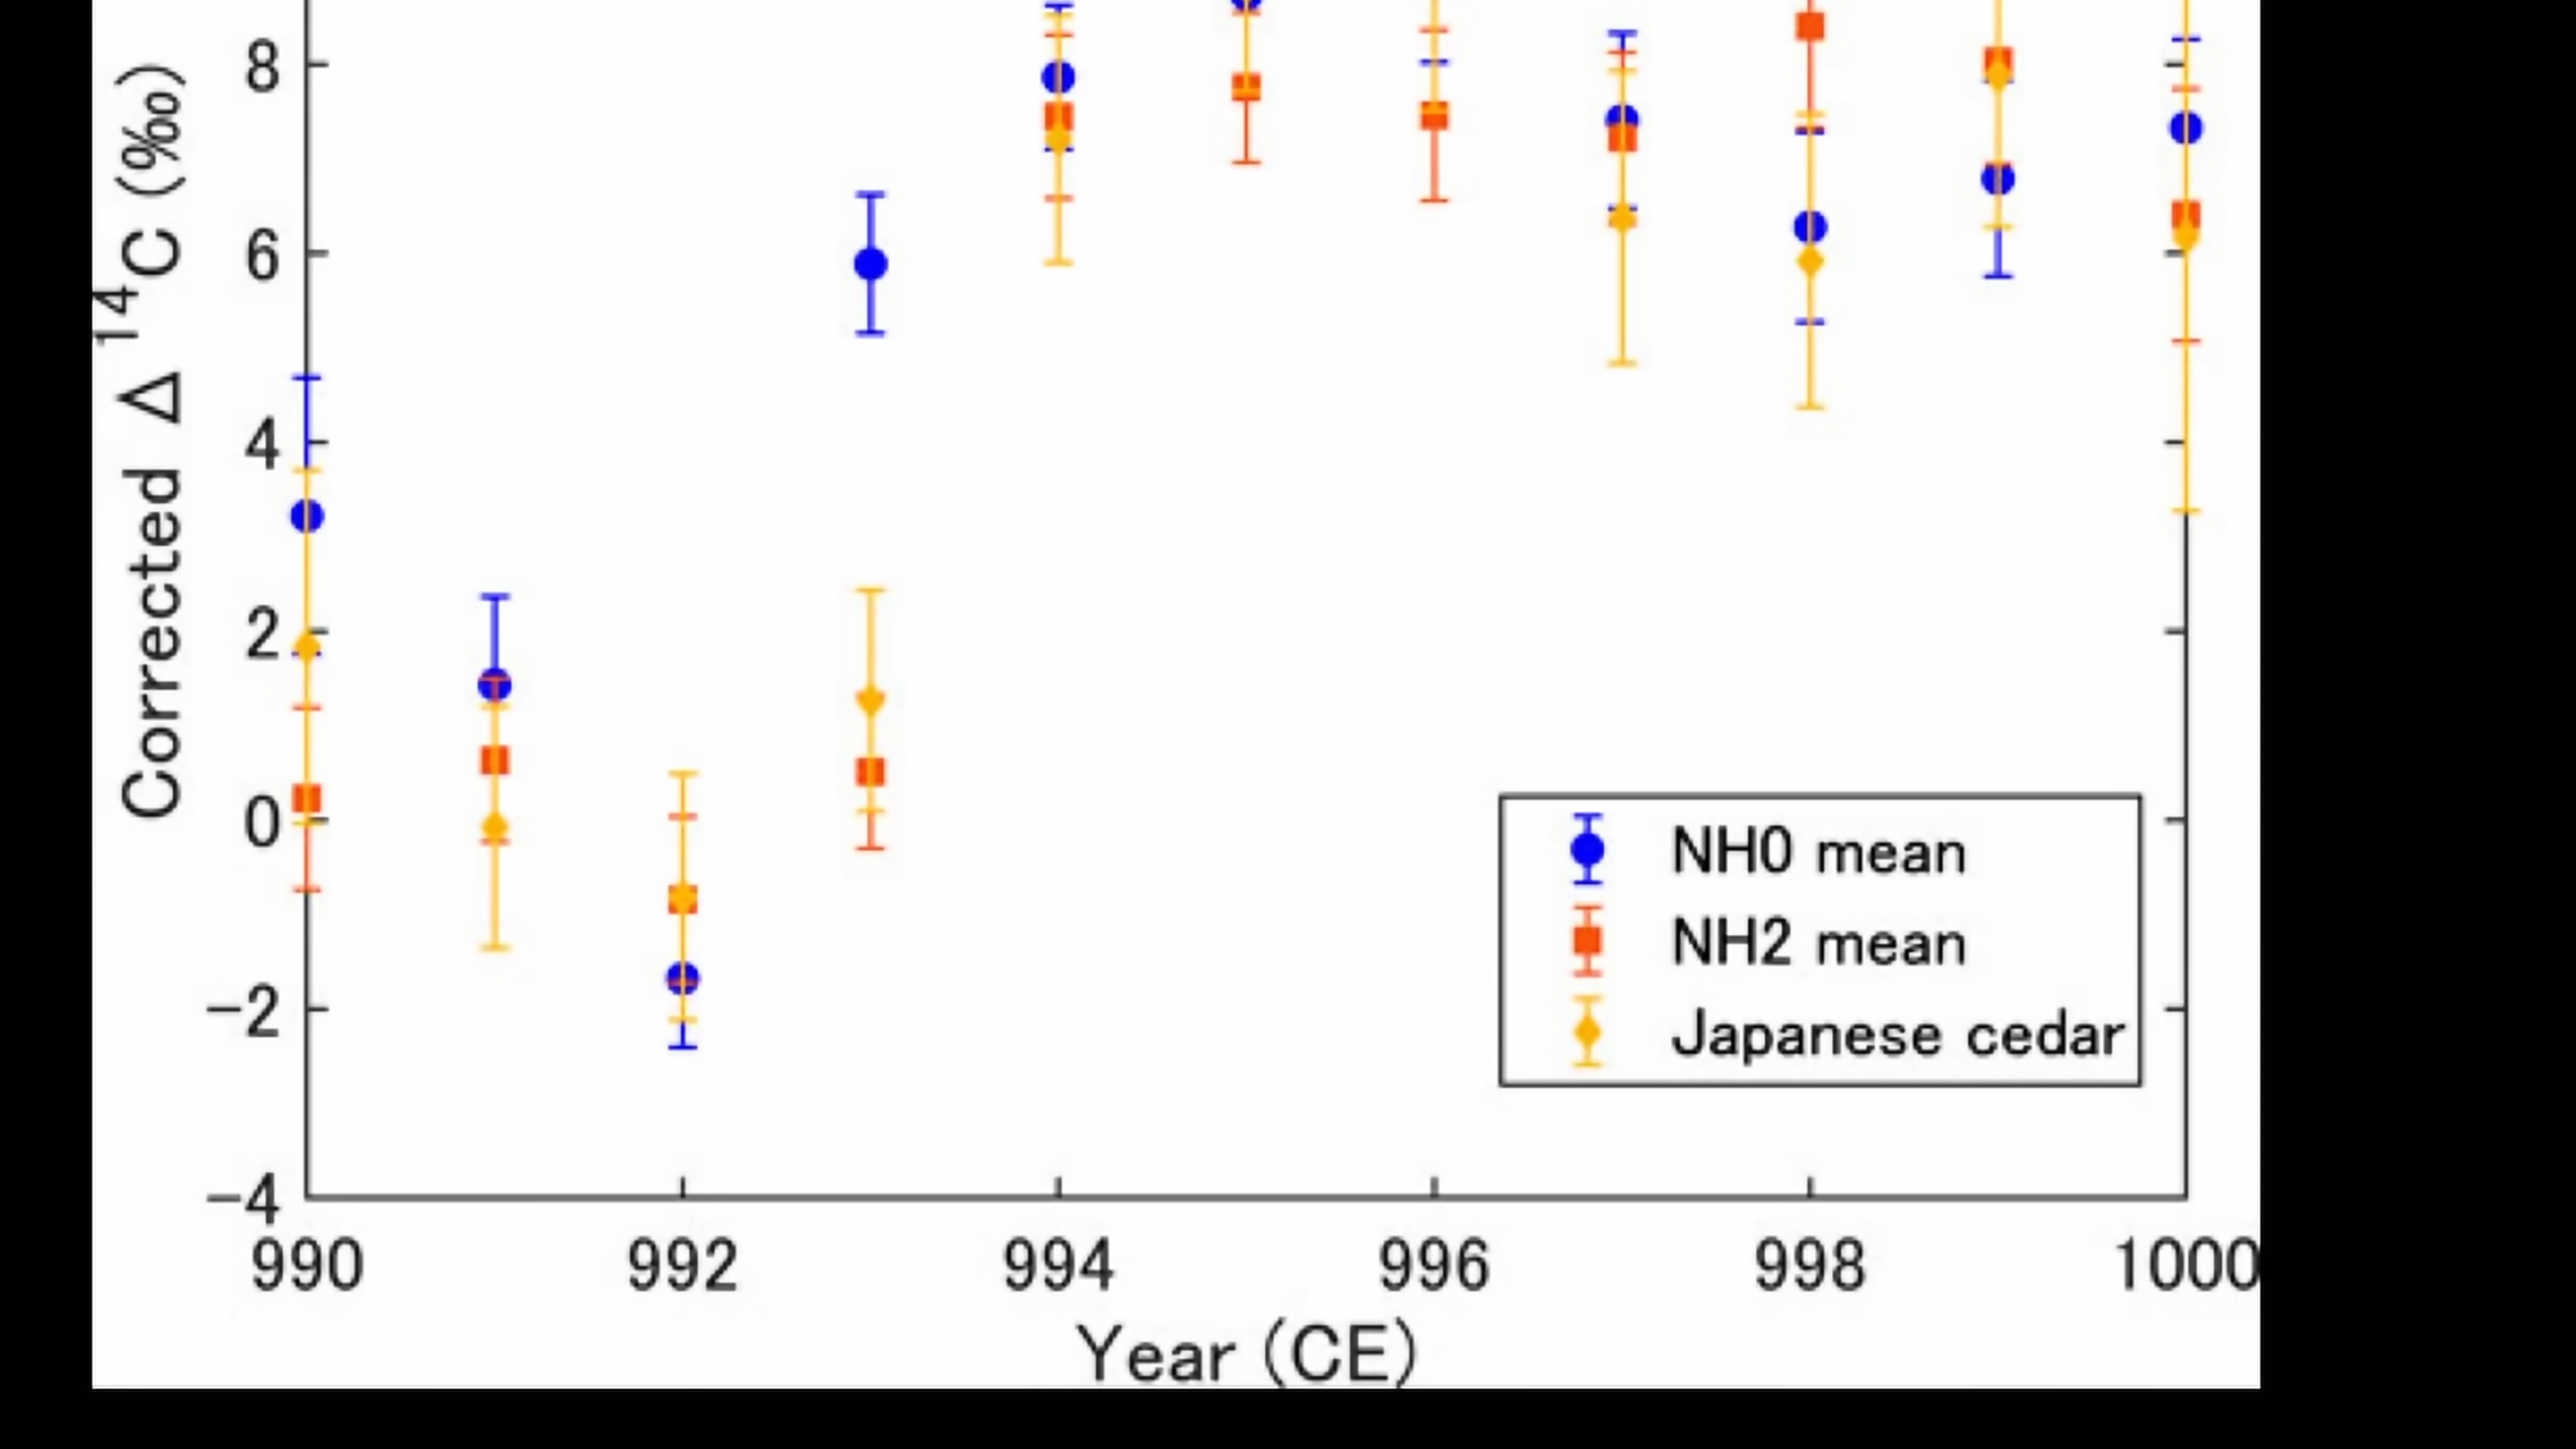 8
6
4
2
0
−2
−4
Corrected Δ 14C (‰)
NH0 mean
NH2 mean
Japanese cedar
990 992 994 996 998 1000
Year (CE)